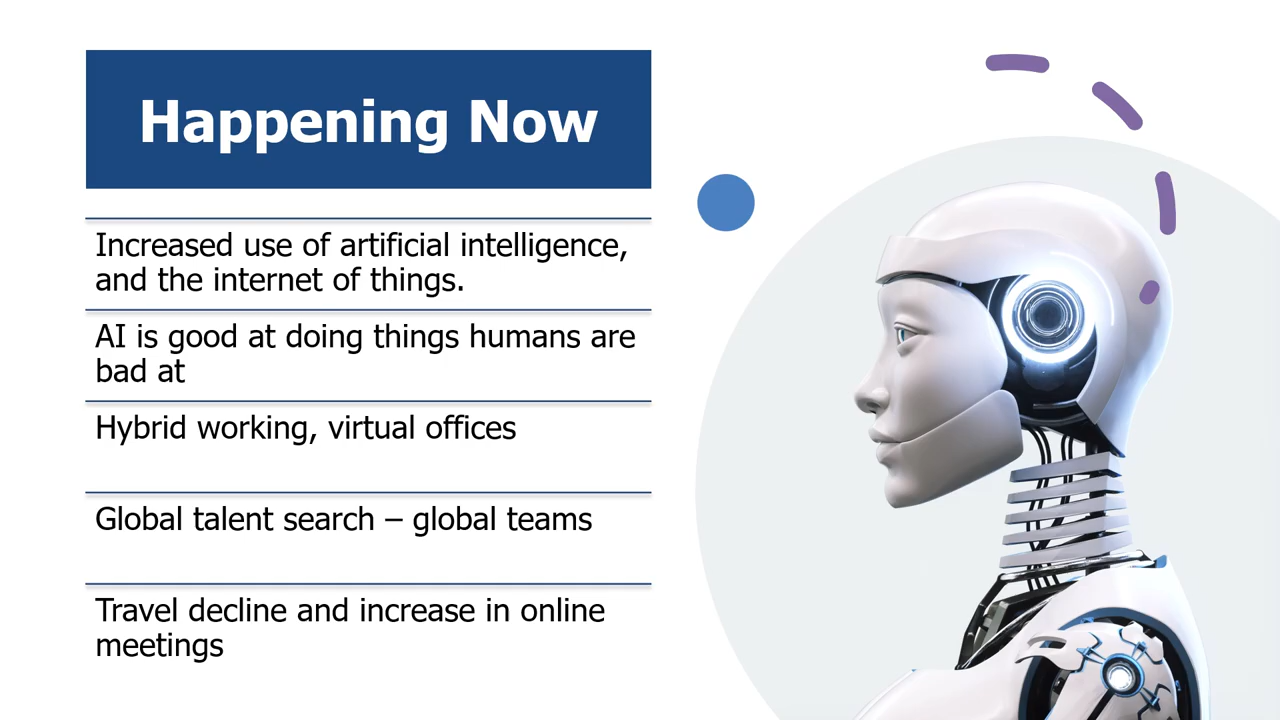 Happening Now
Increased use of artificial intelligence,
and the internet of things.
AI is good at doing things humans are
bad at
Hybrid working, virtual offices
Global talent search – global teams
Travel decline and increase in online
meetings